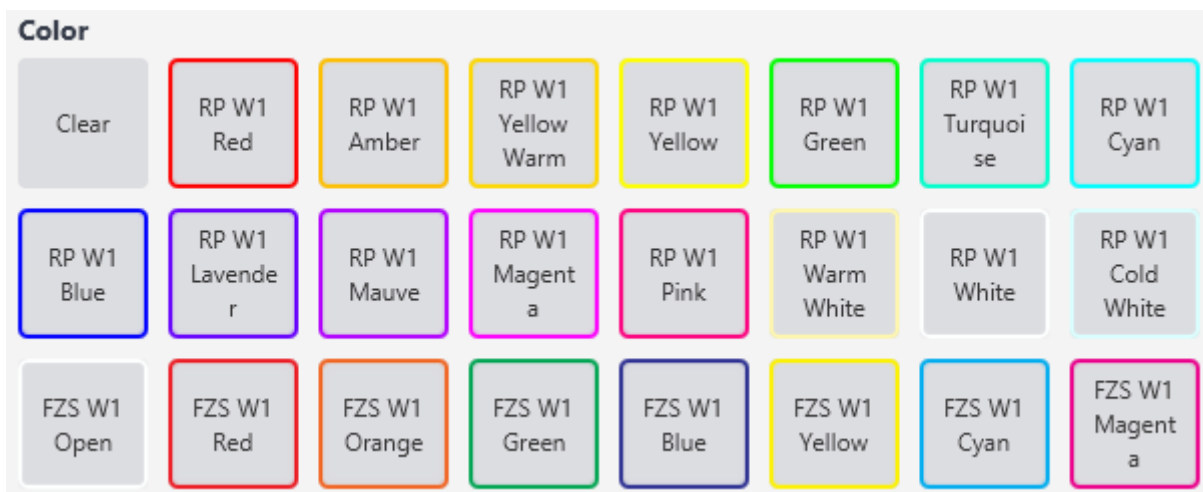 Color
Clear
RP W1
Red
RP W1
Amber
RP W1
Yellow
Warm
RP W1
Yellow
RP W1
Green
RP W1
Turquoi
se
RP W1
Cyan
RP W1
Blue
RP W1
Lavende
r
RP W1
Mauve
RP W1
Magent
a
RP W1
Pink
RP W1
Warm
White
RP W1
White
RP W1
Cold
White
FZS W1
Open
FZS W1
Red
FZS W1
Orange
FZS W1
Green
FZS W1
Blue
FZS W1
Yellow
FZS W1
Cyan
FZS W1
Magent
a